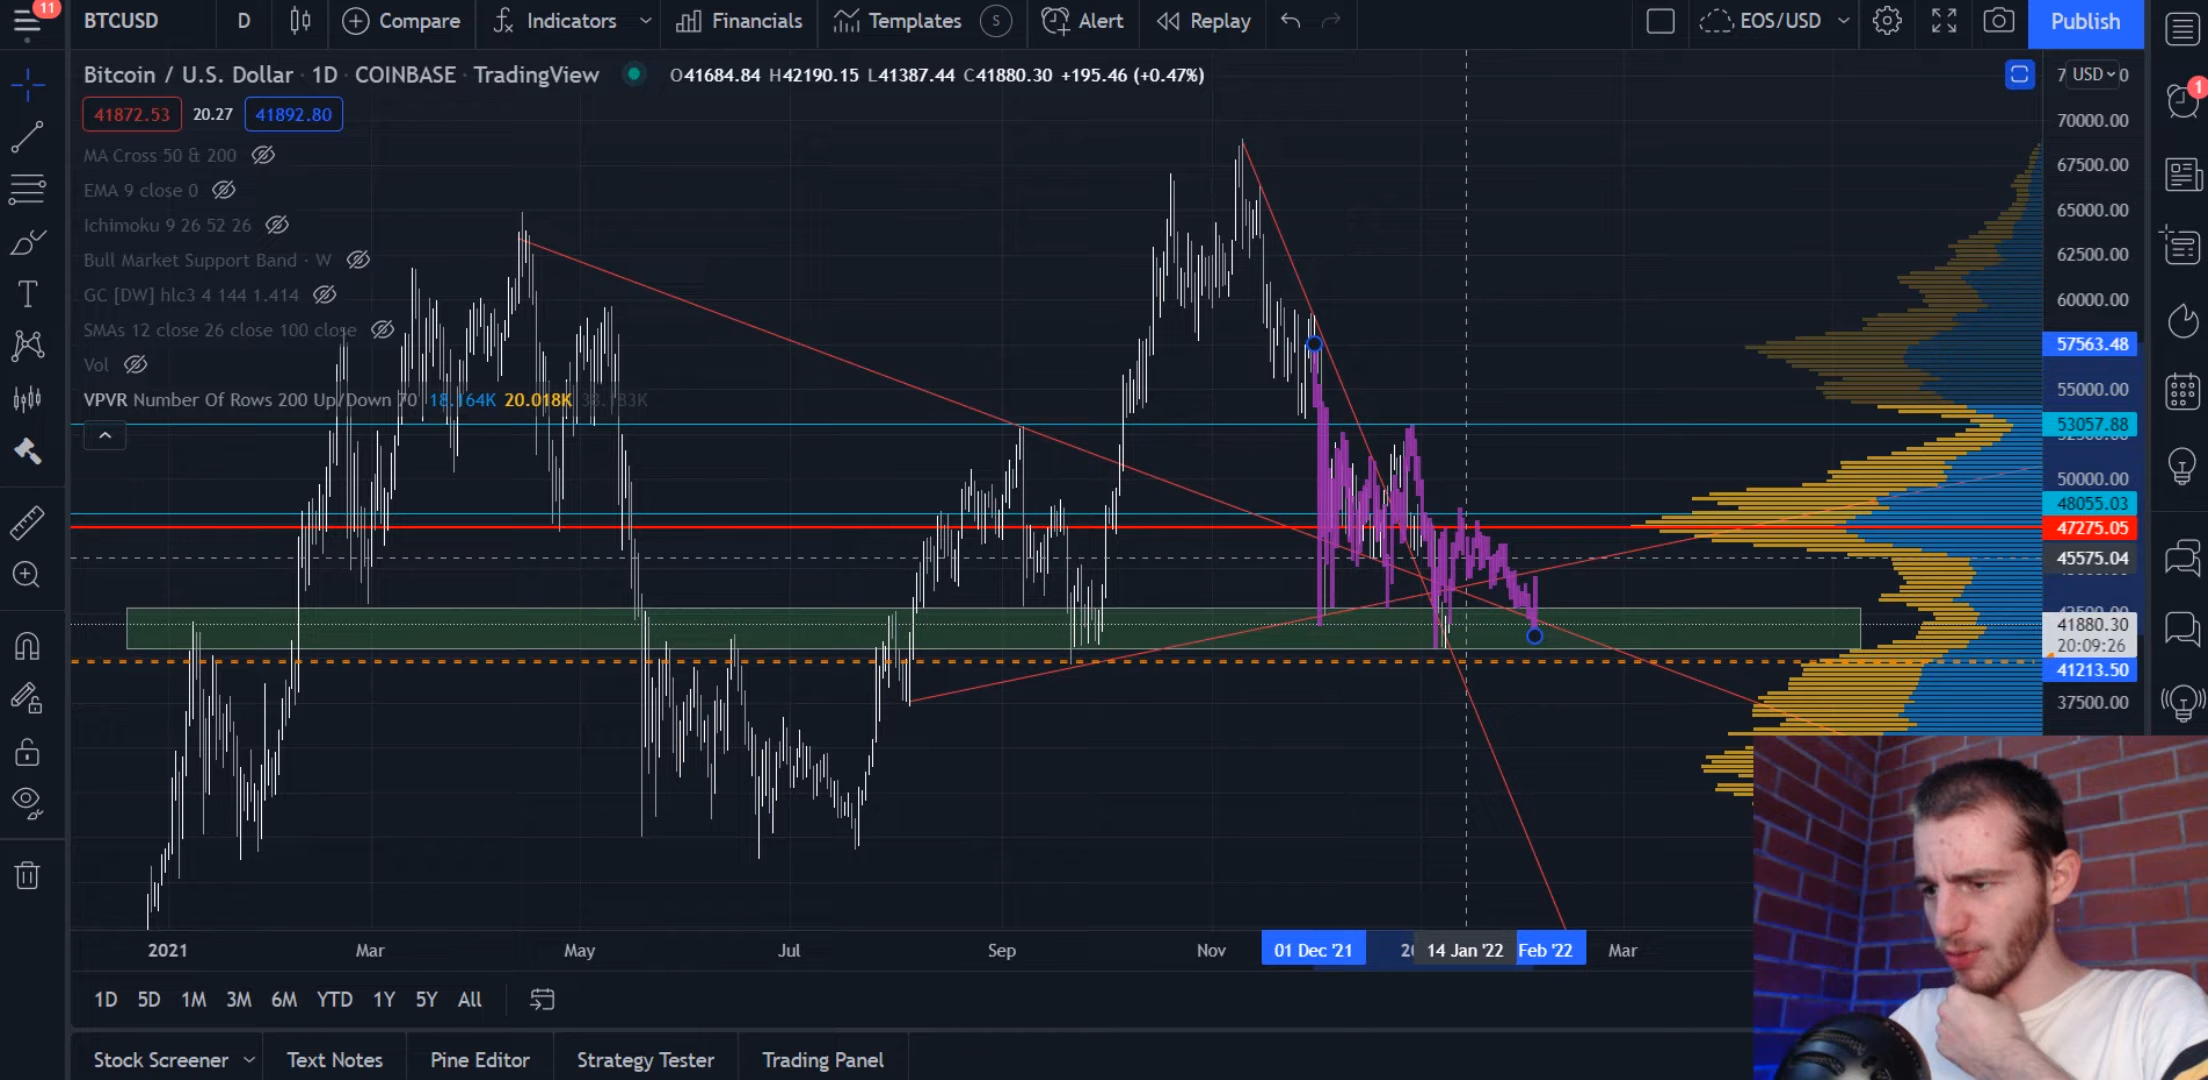 11
BTCUSD D Compare Indicators Financials Templates S Alert Replay EOS/USD Publish
Bitcoin / U.S. Dollar · 1D · COINBASE · TradingView O41684.84 H42190.15 L41387.44 C41880.30 +195.46 (+0.47%)
USD
41872.53 20.27 41892.80
1
MA Cross 50 & 200
EMA 9 close 0
Ichimoku 9 26 52 26
Bull Market Support Band · W
GC [DW] hlc3 4 144 1.414
SMAs 12 close 26 close 100 close
Vol
VPVR Number Of Rows 200 Up/Down 70 18.164K 20.018K
70000.00
67500.00
65000.00
62500.00
60000.00
57563.48
55000.00
53057.88
50000.00
48055.03
47275.05
45575.04
41880.30
20:09:26
41213.50
37500.00
2021 Mar May Jul Sep Nov 01 Dec '21 14 Jan '22 Feb '22 Mar
1D 5D 1M 3M 6M YTD 1Y 5Y All
Stock Screener Text Notes Pine Editor Strategy Tester Trading Panel